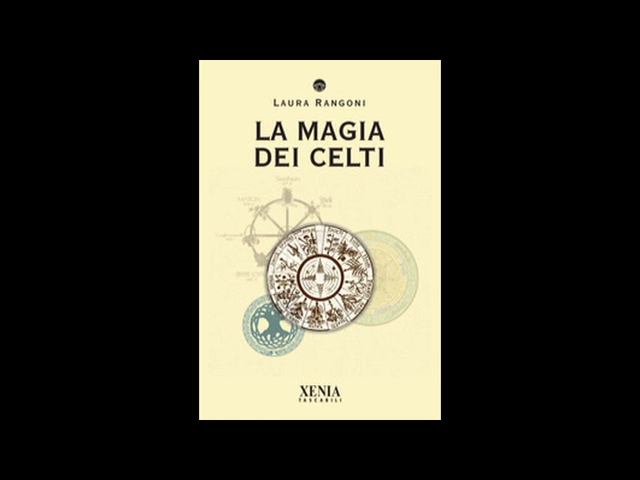 LAURA RANGONI
LA MAGIA
DEI CELTI
XENIA
TASCABILI